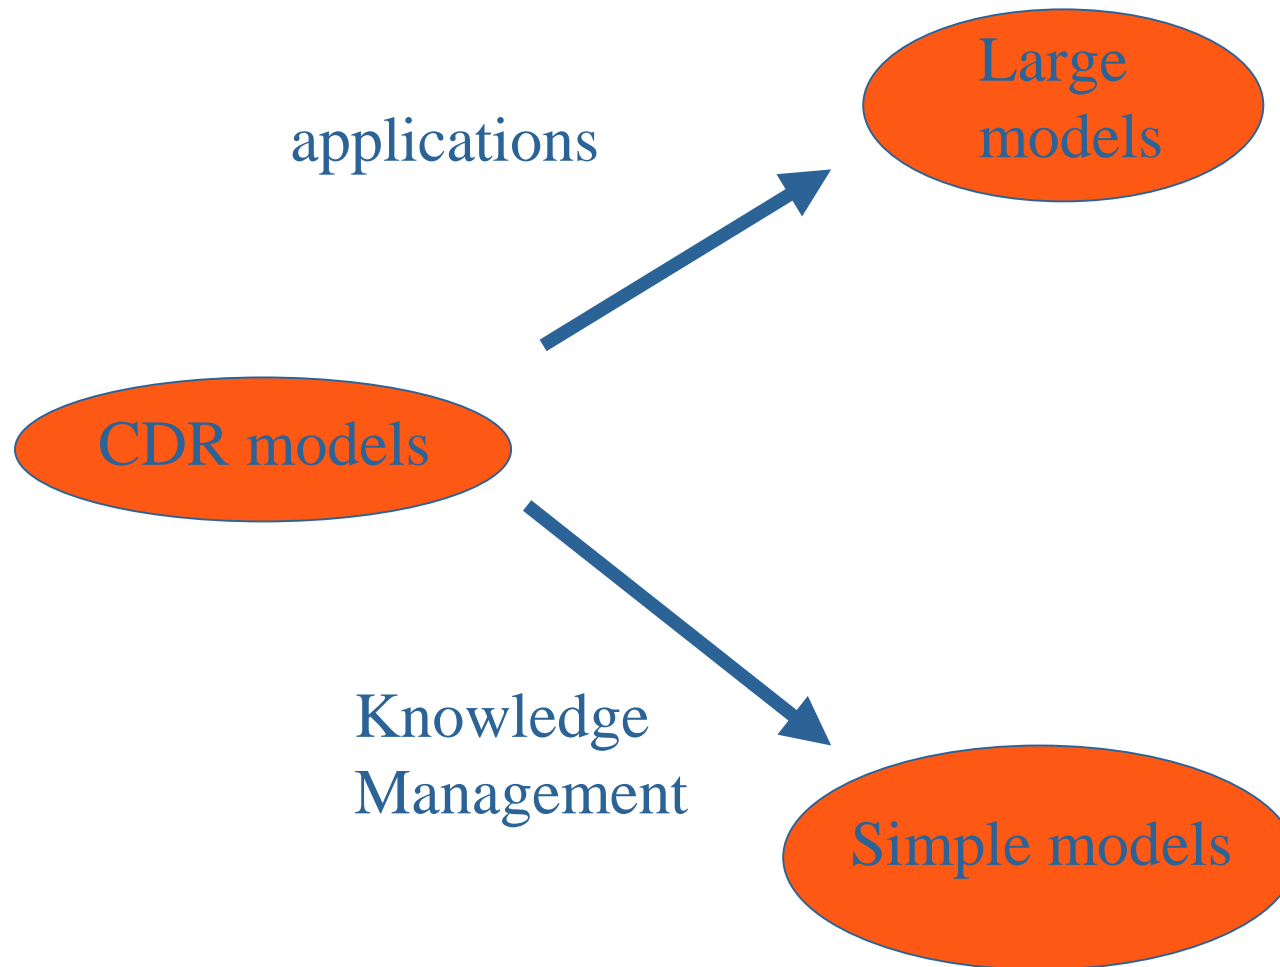 Large
models
applications
CDR models
Knowledge
Management
Simple models